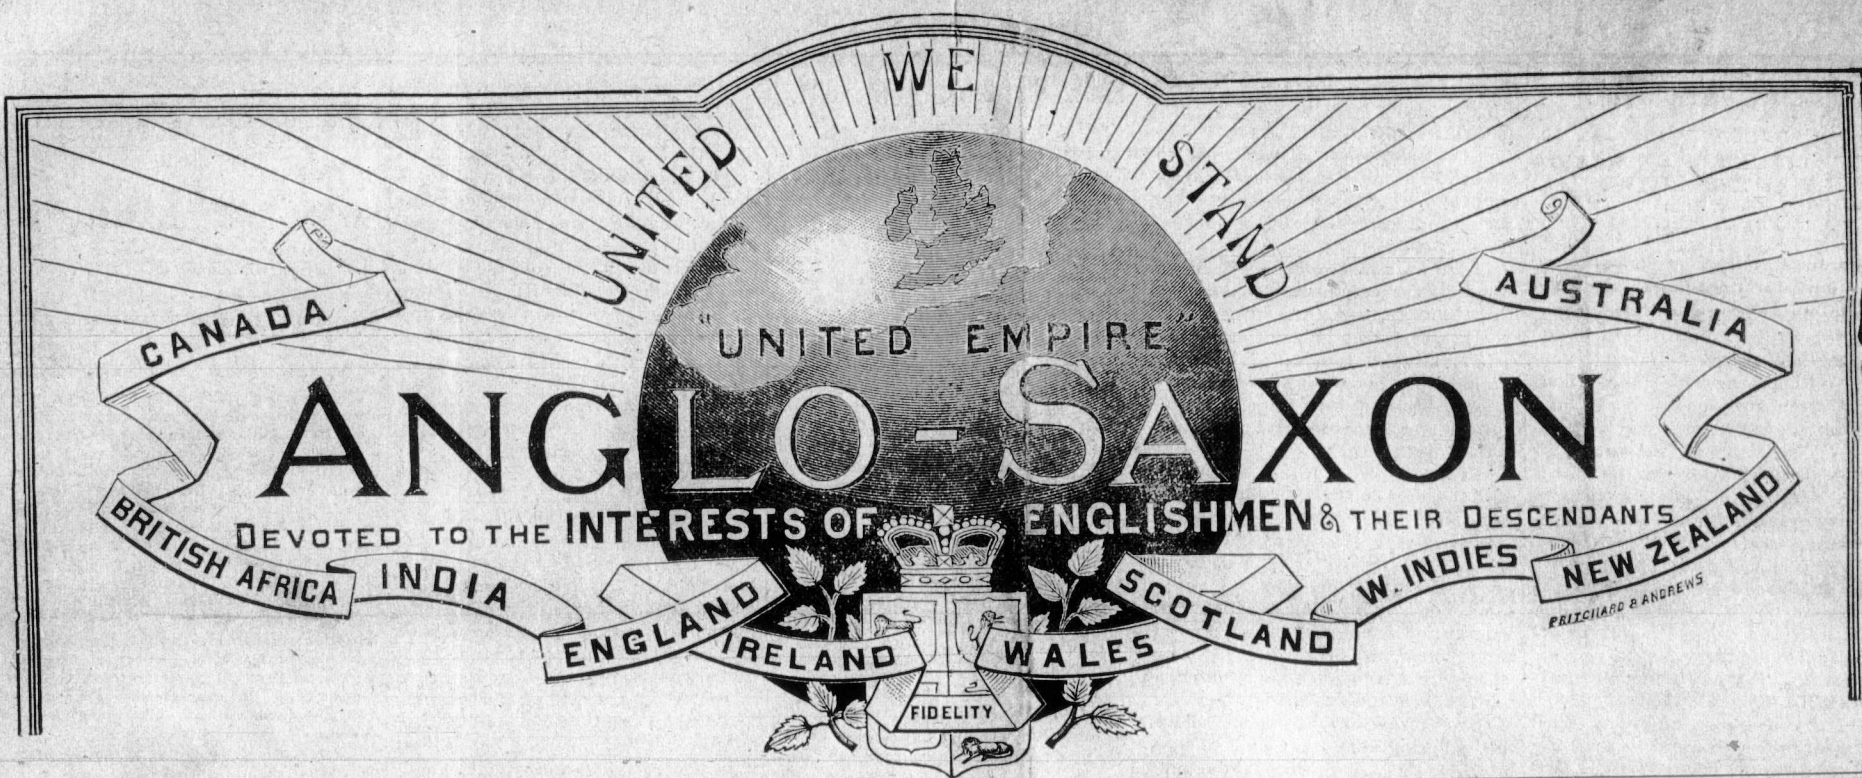 UNITED WE STAND
"UNITED EMPIRE"
CANADA
AUSTRALIA
ANGLO-SAXON
DEVOTED TO THE INTERESTS OF ENGLISHMEN & THEIR DESCENDANTS
BRITISH AFRICA
INDIA
ENGLAND
IRELAND
WALES
SCOTLAND
W. INDIES
NEW ZEALAND
PRITCHARD & ANDREWS
FIDELITY